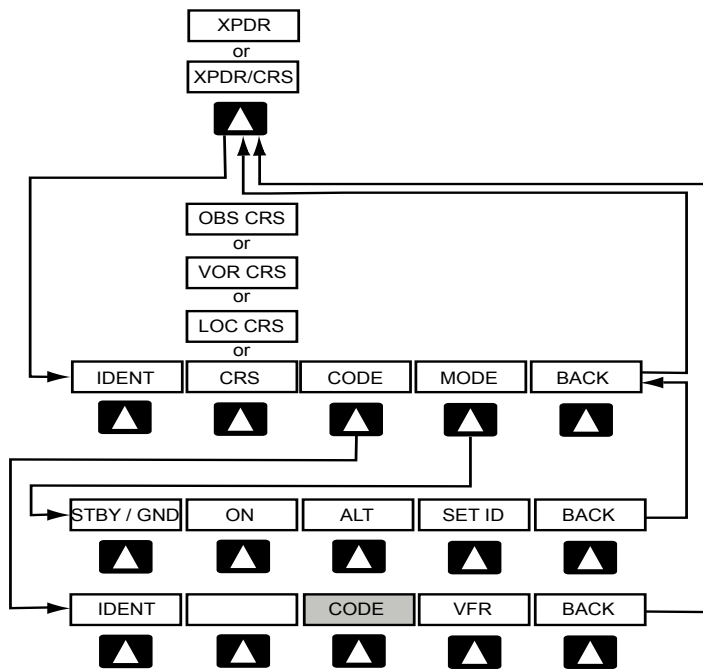 XPDR
or
XPDR/CRS
OBS CRS
or
VOR CRS
or
LOC CRS
or
IDENT CRS CODE MODE BACK
STBY / GND ON ALT SET ID BACK
IDENT CODE VFR BACK